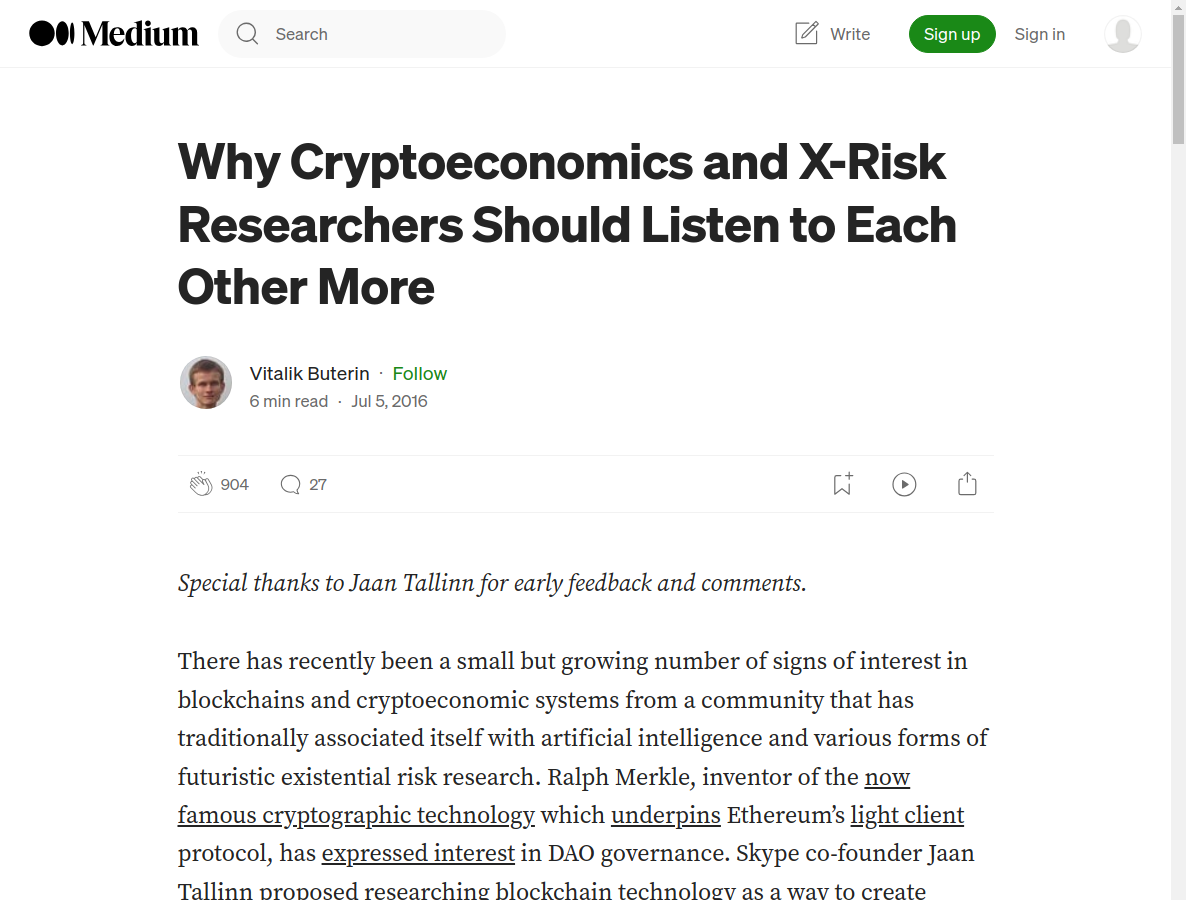 Medium
Search
Write
Sign up
Sign in
Why Cryptoeconomics and X-Risk
Researchers Should Listen to Each
Other More
Vitalik Buterin · Follow
6 min read · Jul 5, 2016
904
27
Special thanks to Jaan Tallinn for early feedback and comments.
There has recently been a small but growing number of signs of interest in
blockchains and cryptoeconomic systems from a community that has
traditionally associated itself with artificial intelligence and various forms of
futuristic existential risk research. Ralph Merkle, inventor of the now
famous cryptographic technology which underpins Ethereum’s light client
protocol, has expressed interest in DAO governance. Skype co-founder Jaan
Tallinn proposed researching blockchain technology as a way to create